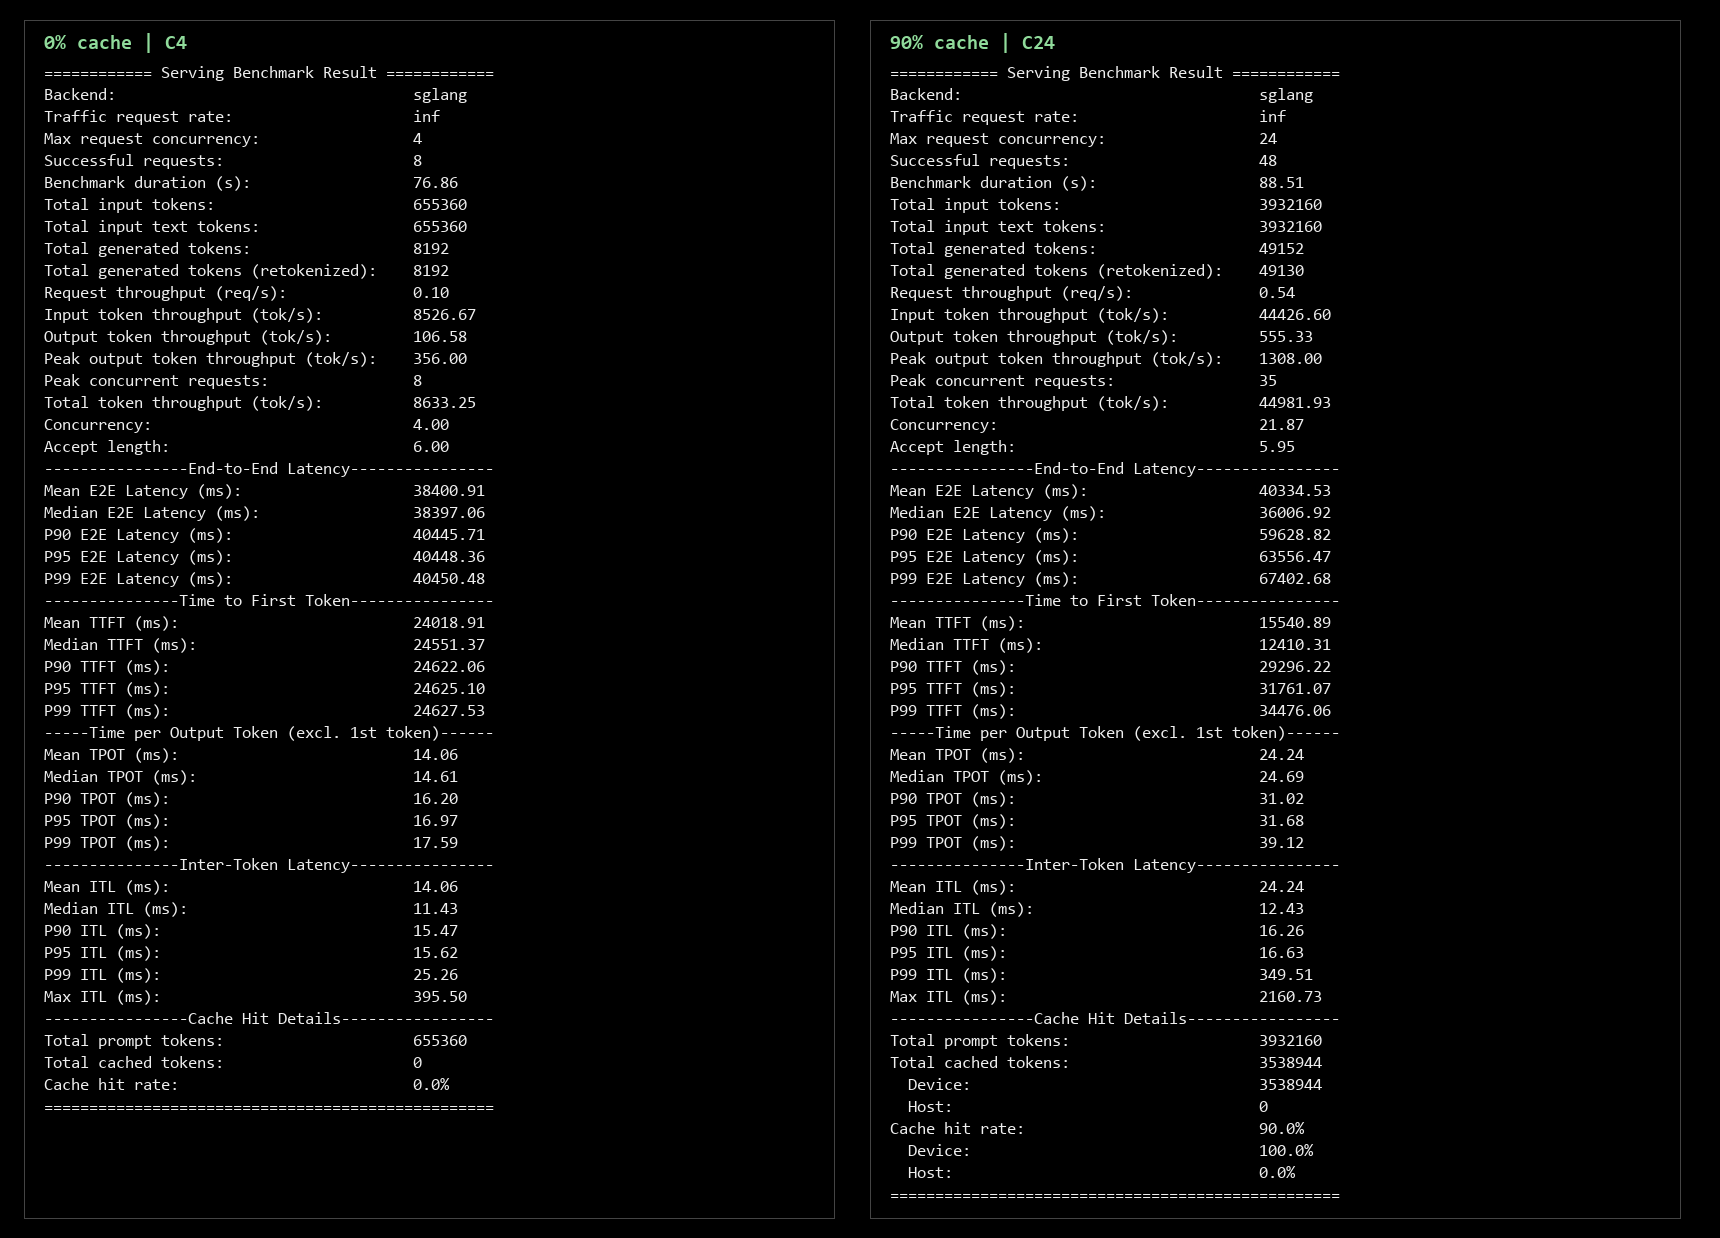 0% cache | C4
============ Serving Benchmark Result ============
Backend: sglang
Traffic request rate: inf
Max request concurrency: 4
Successful requests: 8
Benchmark duration (s): 76.86
Total input tokens: 655360
Total input text tokens: 655360
Total generated tokens: 8192
Total generated tokens (retokenized): 8192
Request throughput (req/s): 0.10
Input token throughput (tok/s): 8526.67
Output token throughput (tok/s): 106.58
Peak output token throughput (tok/s): 356.00
Peak concurrent requests: 8
Total token throughput (tok/s): 8633.25
Concurrency: 4.00
Accept length: 6.00
----------------End-to-End Latency----------------
Mean E2E Latency (ms): 38400.91
Median E2E Latency (ms): 38397.06
P90 E2E Latency (ms): 40445.71
P95 E2E Latency (ms): 40448.36
P99 E2E Latency (ms): 40450.48
---------------Time to First Token----------------
Mean TTFT (ms): 24018.91
Median TTFT (ms): 24551.37
P90 TTFT (ms): 24622.06
P95 TTFT (ms): 24625.10
P99 TTFT (ms): 24627.53
-----Time per Output Token (excl. 1st token)------
Mean TPOT (ms): 14.06
Median TPOT (ms): 14.61
P90 TPOT (ms): 16.20
P95 TPOT (ms): 16.97
P99 TPOT (ms): 17.59
---------------Inter-Token Latency----------------
Mean ITL (ms): 14.06
Median ITL (ms): 11.43
P90 ITL (ms): 15.47
P95 ITL (ms): 15.62
P99 ITL (ms): 25.26
Max ITL (ms): 395.50
----------------Cache Hit Details-----------------
Total prompt tokens: 655360
Total cached tokens: 0
Cache hit rate: 0.0%
==================================================
90% cache | C24
============ Serving Benchmark Result ============
Backend: sglang
Traffic request rate: inf
Max request concurrency: 24
Successful requests: 48
Benchmark duration (s): 88.51
Total input tokens: 3932160
Total input text tokens: 3932160
Total generated tokens: 49152
Total generated tokens (retokenized): 49130
Request throughput (req/s): 0.54
Input token throughput (tok/s): 44426.60
Output token throughput (tok/s): 555.33
Peak output token throughput (tok/s): 1308.00
Peak concurrent requests: 35
Total token throughput (tok/s): 44981.93
Concurrency: 21.87
Accept length: 5.95
----------------End-to-End Latency----------------
Mean E2E Latency (ms): 40334.53
Median E2E Latency (ms): 36006.92
P90 E2E Latency (ms): 59628.82
P95 E2E Latency (ms): 63556.47
P99 E2E Latency (ms): 67402.68
---------------Time to First Token----------------
Mean TTFT (ms): 15540.89
Median TTFT (ms): 12410.31
P90 TTFT (ms): 29296.22
P95 TTFT (ms): 31761.07
P99 TTFT (ms): 34476.06
-----Time per Output Token (excl. 1st token)------
Mean TPOT (ms): 24.24
Median TPOT (ms): 24.69
P90 TPOT (ms): 31.02
P95 TPOT (ms): 31.68
P99 TPOT (ms): 39.12
---------------Inter-Token Latency----------------
Mean ITL (ms): 24.24
Median ITL (ms): 12.43
P90 ITL (ms): 16.26
P95 ITL (ms): 16.63
P99 ITL (ms): 349.51
Max ITL (ms): 2160.73
----------------Cache Hit Details-----------------
Total prompt tokens: 3932160
Total cached tokens: 3538944
  Device: 3538944
  Host: 0
Cache hit rate: 90.0%
  Device: 100.0%
  Host: 0.0%
==================================================